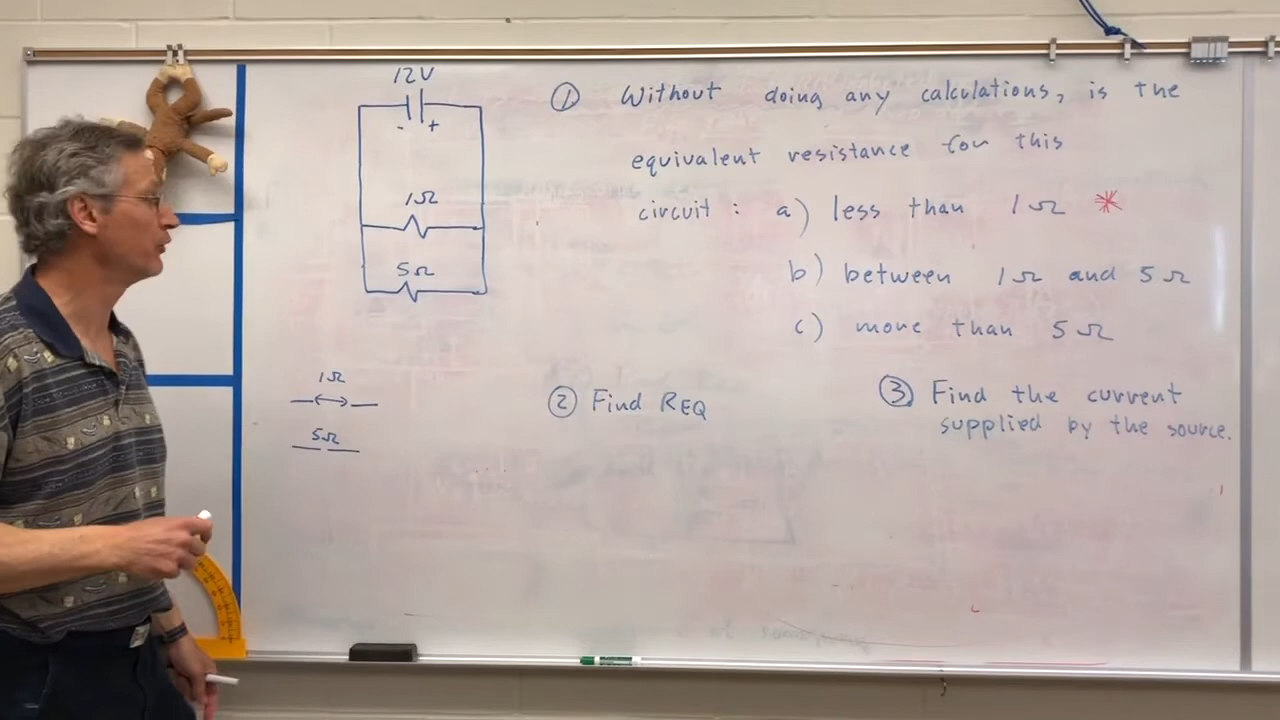 12V
- +
1Ω
5Ω
① Without doing any calculations, is the
equivalent resistance for this
circuit : a) less than 1Ω *
b) between 1Ω and 5Ω
c) more than 5Ω
1Ω
5Ω
② Find REQ
③ Find the current
supplied by the source.